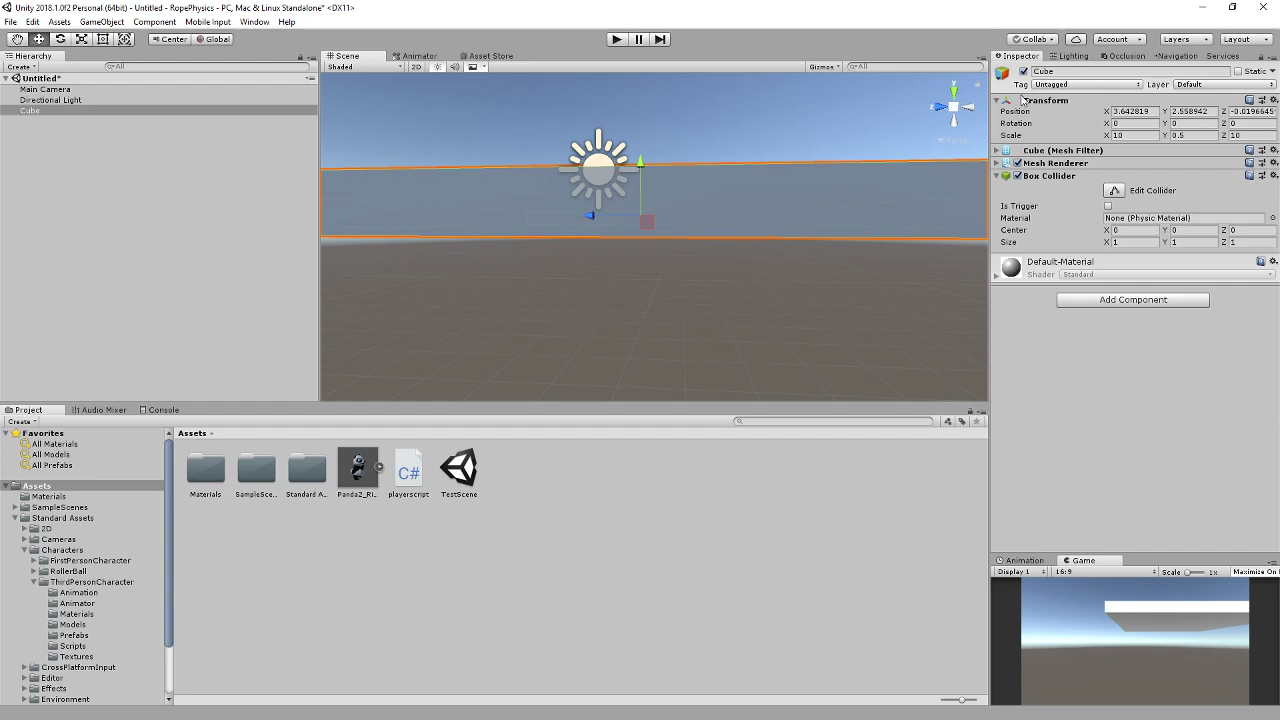 Unity 2018.1.0f2 Personal (64bit) - Untitled - RopePhysics - PC, Mac & Linux Standalone* <DX11>
File Edit Assets GameObject Component Mobile Input Window Help
Center Global Collab Account Layers Layout
Hierarchy Scene Animator Asset Store Inspector Lighting Occlusion Navigation Services
Create All Shaded 2D Gizmos All Cube Static
Untitled*
Main Camera
Directional Light
Cube
y
Persp
Tag Untagged Layer Default
Transform
Position X 3.642819 Y 2.558942 Z -0.0196645
Rotation X 0 Y 0 Z 0
Scale X 10 Y 0.5 Z 10
Cube (Mesh Filter)
Mesh Renderer
Box Collider
Edit Collider
Is Trigger
Material None (Physic Material)
Center X 0 Y 0 Z 0
Size X 1 Y 1 Z 1
Default-Material
Shader Standard
Add Component
Project Audio Mixer Console
Create
Favorites
All Materials
All Models
All Prefabs
Assets
Materials
SampleScenes
Standard Assets
2D
Cameras
Characters
FirstPersonCharacter
RollerBall
ThirdPersonCharacter
Animation
Animator
Materials
Models
Prefabs
Scripts
Textures
CrossPlatformInput
Editor
Effects
Environment
Assets
C#
Materials SampleSce... Standard A... Panda2_Ri... playerscript TestScene
Animation Game
Display 1 16:9 Scale 1x Maximize On